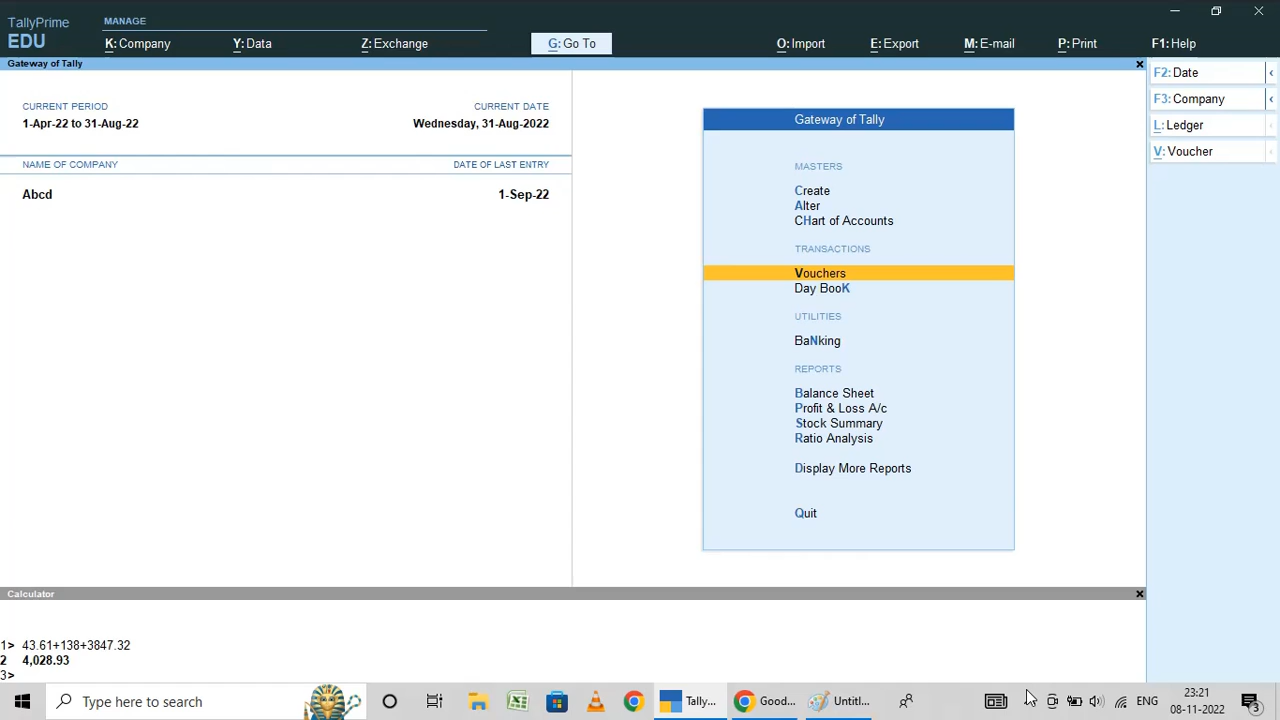 TallyPrime
EDU
MANAGE
K: Company
Y: Data
Z: Exchange
G: Go To
O: Import
E: Export
M: E-mail
P: Print
F1: Help
Gateway of Tally
CURRENT PERIOD
CURRENT DATE
1-Apr-22 to 31-Aug-22
Wednesday, 31-Aug-2022
NAME OF COMPANY
DATE OF LAST ENTRY
Abcd
1-Sep-22
Gateway of Tally
MASTERS
Create
Alter
CHart of Accounts
TRANSACTIONS
Vouchers
Day BooK
UTILITIES
BaNking
REPORTS
Balance Sheet
Profit & Loss A/c
Stock Summary
Ratio Analysis
Display More Reports
Quit
F2: Date
F3: Company
L: Ledger
V: Voucher
Calculator
1> 43.61+138+3847.32
2 4,028.93
3>
Type here to search
Tally...
Good...
Untitl...
ENG
23:21
08-11-2022
3